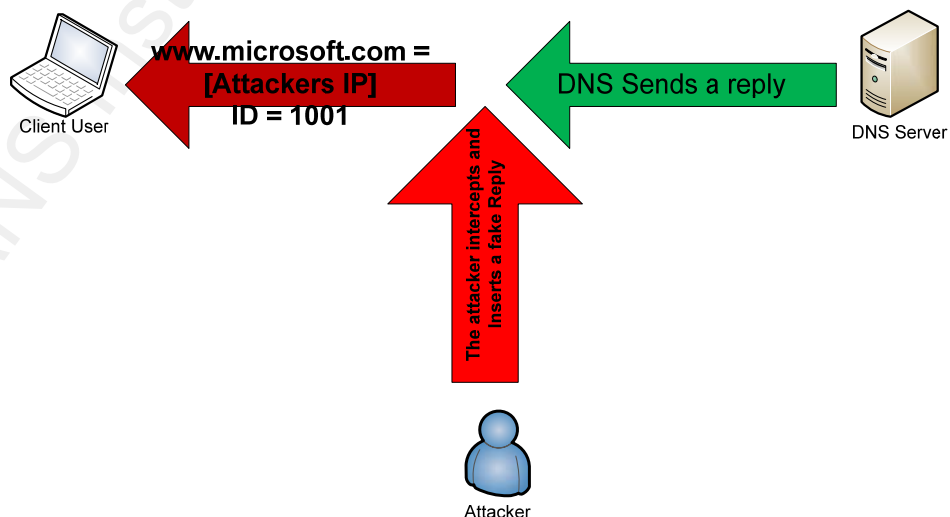 www.microsoft.com =
[Attackers IP]
ID = 1001
DNS Sends a reply
Client User
DNS Server
The attacker intercepts and
Inserts a fake Reply
Attacker